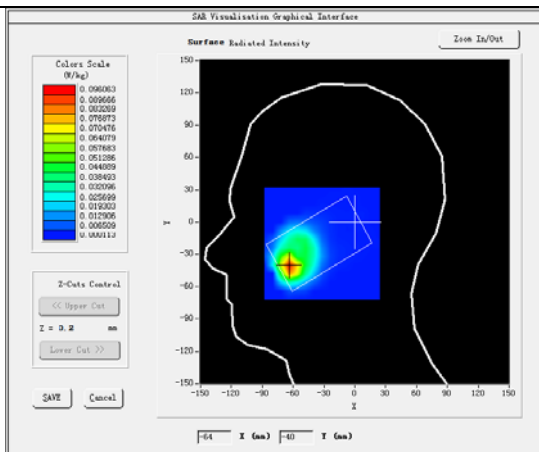 SAR Visualisation Graphical Interface
Surface Radiated Intensity
Zoom In/Out
Colors Scale
(W/kg)
0.096063
0.089666
0.083269
0.076873
0.070476
0.064079
0.057683
0.051286
0.044889
0.038493
0.032096
0.025699
0.019303
0.012906
0.006509
0.000113
150
120
90
60
30
Y
0
-30
-60
-90
-120
-150
-150 -120 -90 -60 -30 0 30 60 90 120 150
X
Z-Cuts Control
<< Upper Cut
Z = 3.2 mm
Lower Cut >>
SAVE Cancel
-64 X (mm) -40 Y (mm)